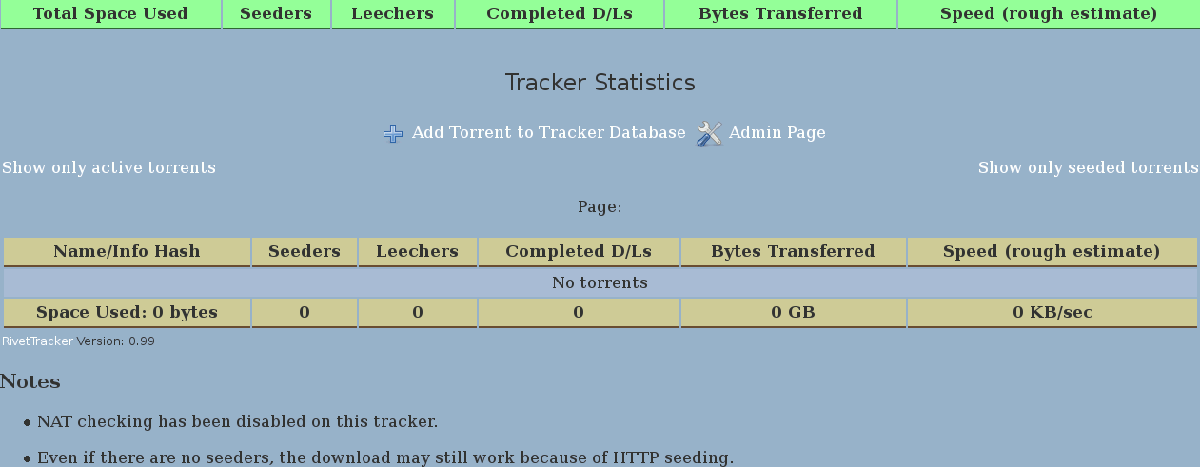 Total Space Used Seeders Leechers Completed D/Ls Bytes Transferred Speed (rough estimate)
Tracker Statistics
Add Torrent to Tracker Database Admin Page
Show only active torrents Show only seeded torrents
Page:
Name/Info Hash Seeders Leechers Completed D/Ls Bytes Transferred Speed (rough estimate)
No torrents
Space Used: 0 bytes 0 0 0 0 GB 0 KB/sec
RivetTracker Version: 0.99
Notes
• NAT checking has been disabled on this tracker.
• Even if there are no seeders, the download may still work because of HTTP seeding.